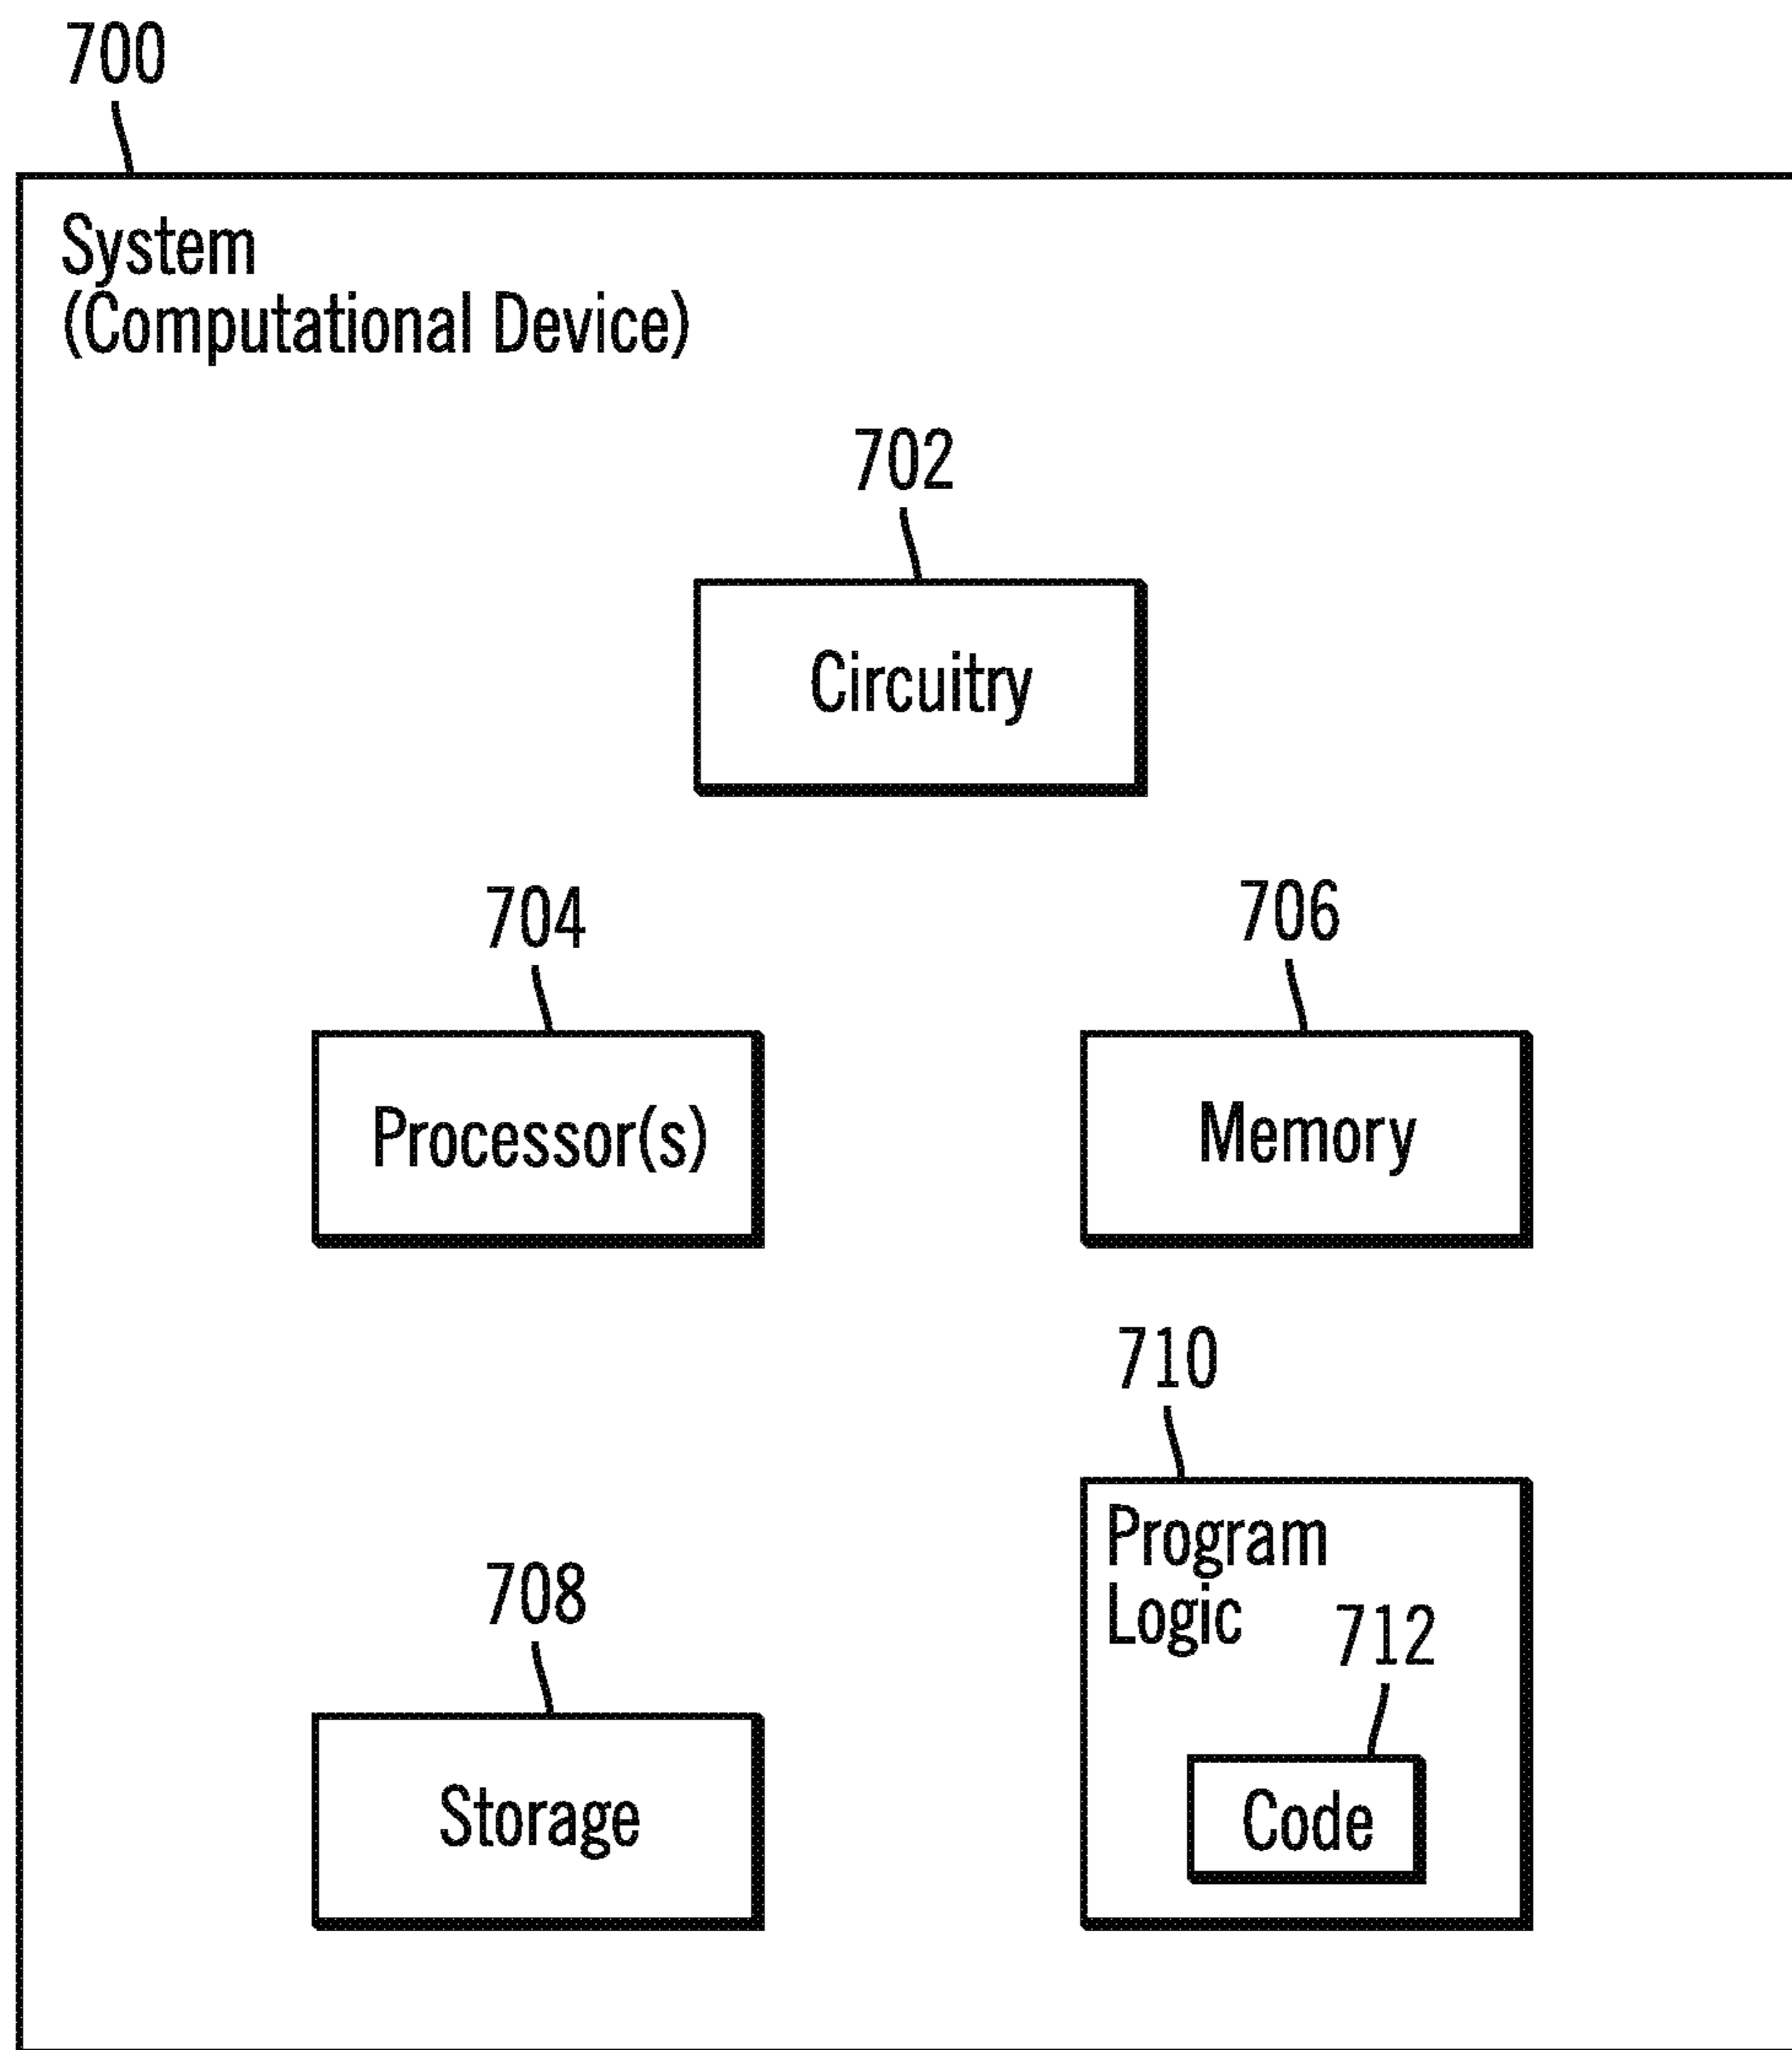 700
System
(Computational Device)
702
Circuitry
704
706
Processor(s)
Memory
710
Program
Logic
708
712
Storage
Code